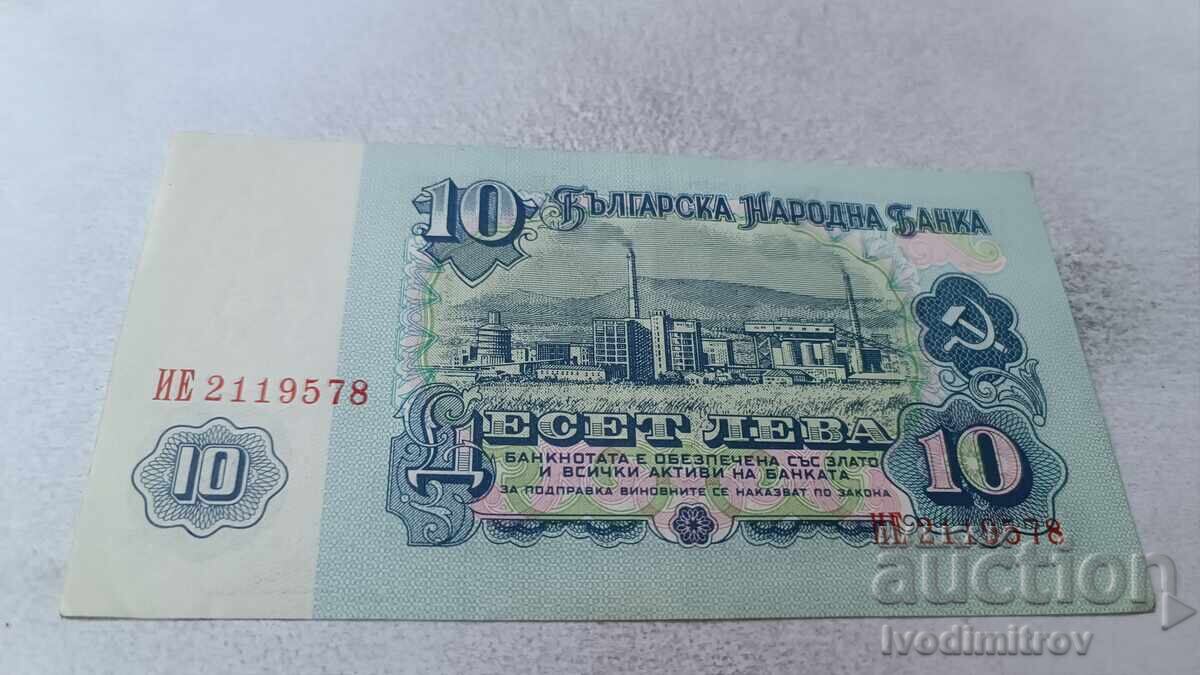 10 БЪЛГАРСКА НАРОДНА БАНКА
ИЕ 2119578
10
ДЕСЕТ ЛЕВА
БАНКНОТАТА Е ОБЕЗПЕЧЕНА СЪС ЗЛАТО
И ВСИЧКИ АКТИВИ НА БАНКАТА
ЗА ПОДПРАВКА ВИНОВНИТЕ СЕ НАКАЗВАТ ПО ЗАКОНА
10
ИЕ 2119578
auction
Ivodimitrov